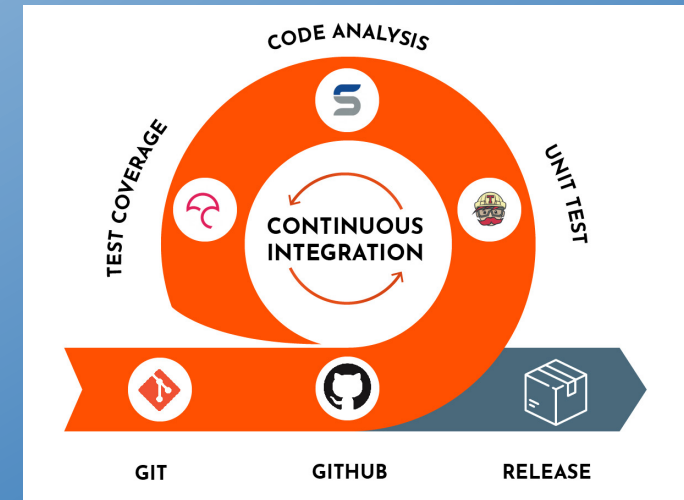 CODE ANALYSIS
TEST COVERAGE
UNIT TEST
CONTINUOUS
INTEGRATION
GIT
GITHUB
RELEASE